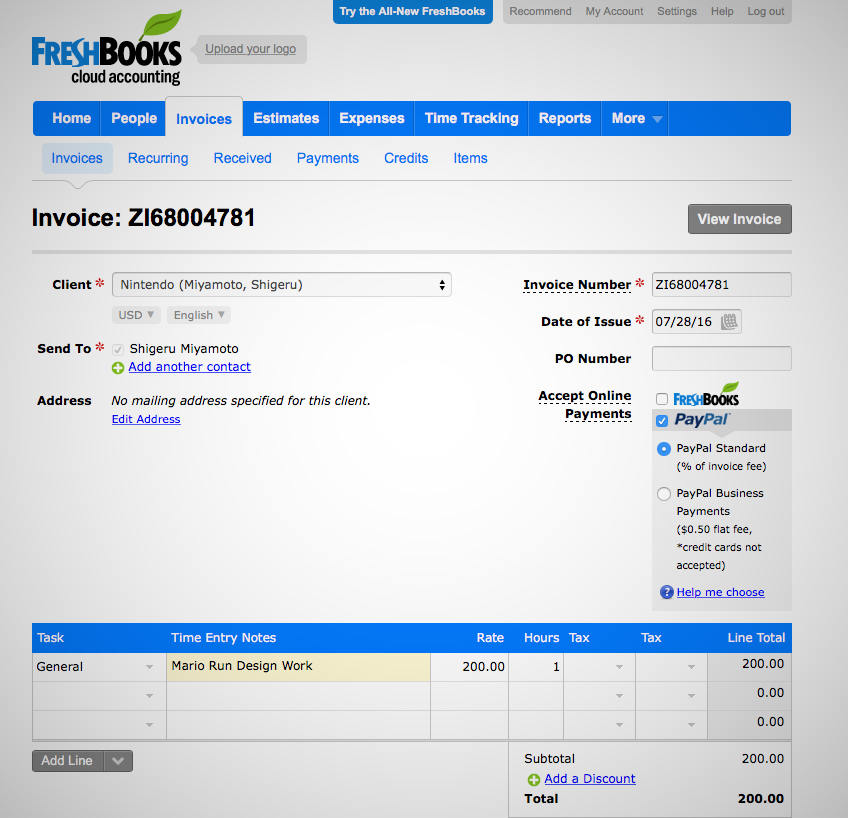 Try the All-New FreshBooks Recommend My Account Settings Help Log out
FRESHBOOKS
cloud accounting
Upload your logo
Home People Invoices Estimates Expenses Time Tracking Reports More
Invoices Recurring Received Payments Credits Items
Invoice: ZI68004781 View Invoice
Client * Nintendo (Miyamoto, Shigeru) Invoice Number * ZI68004781
USD English
Date of Issue * 07/28/16
Send To * Shigeru Miyamoto
Add another contact
PO Number
Address No mailing address specified for this client.
Edit Address
Accept Online
Payments
FRESHBOOKS
PayPal
PayPal Standard
(% of invoice fee)
PayPal Business
Payments
($0.50 flat fee,
*credit cards not
accepted)
? Help me choose
Task Time Entry Notes Rate Hours Tax Tax Line Total
General Mario Run Design Work 200.00 1 200.00
0.00
0.00
Add Line
Subtotal 200.00
Add a Discount
Total 200.00